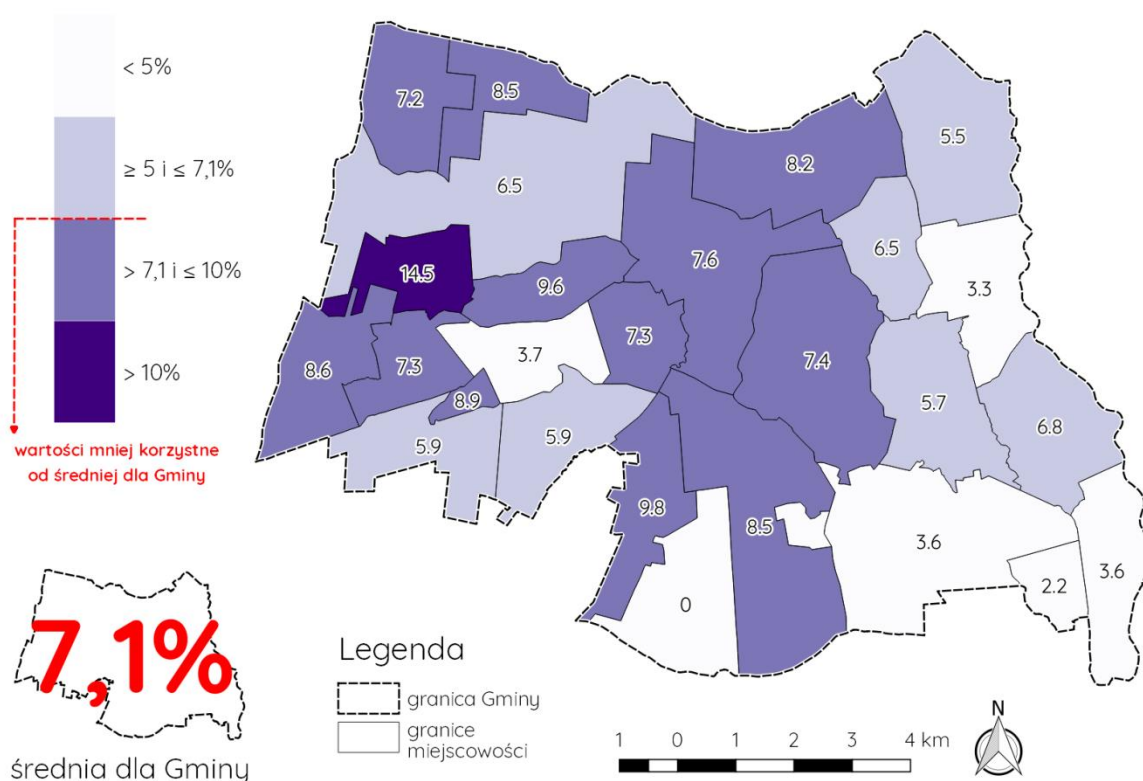 < 5%
≥ 5 i ≤ 7,1%
> 7,1 i ≤ 10%
> 10%
wartości mniej korzystne
od średniej dla Gminy
7.2
8.5
5.5
8.2
6.5
7.6
6.5
14.5
9.6
3.3
3.7
7.3
8.6
7.3
7.4
8.9
5.7
6.8
5.9
5.9
9.8
8.5
3.6
3.6
2.2
0
7,1%
średnia dla Gminy
Legenda
granica Gminy
granice
miejscowości
1 0 1 2 3 4 km
N